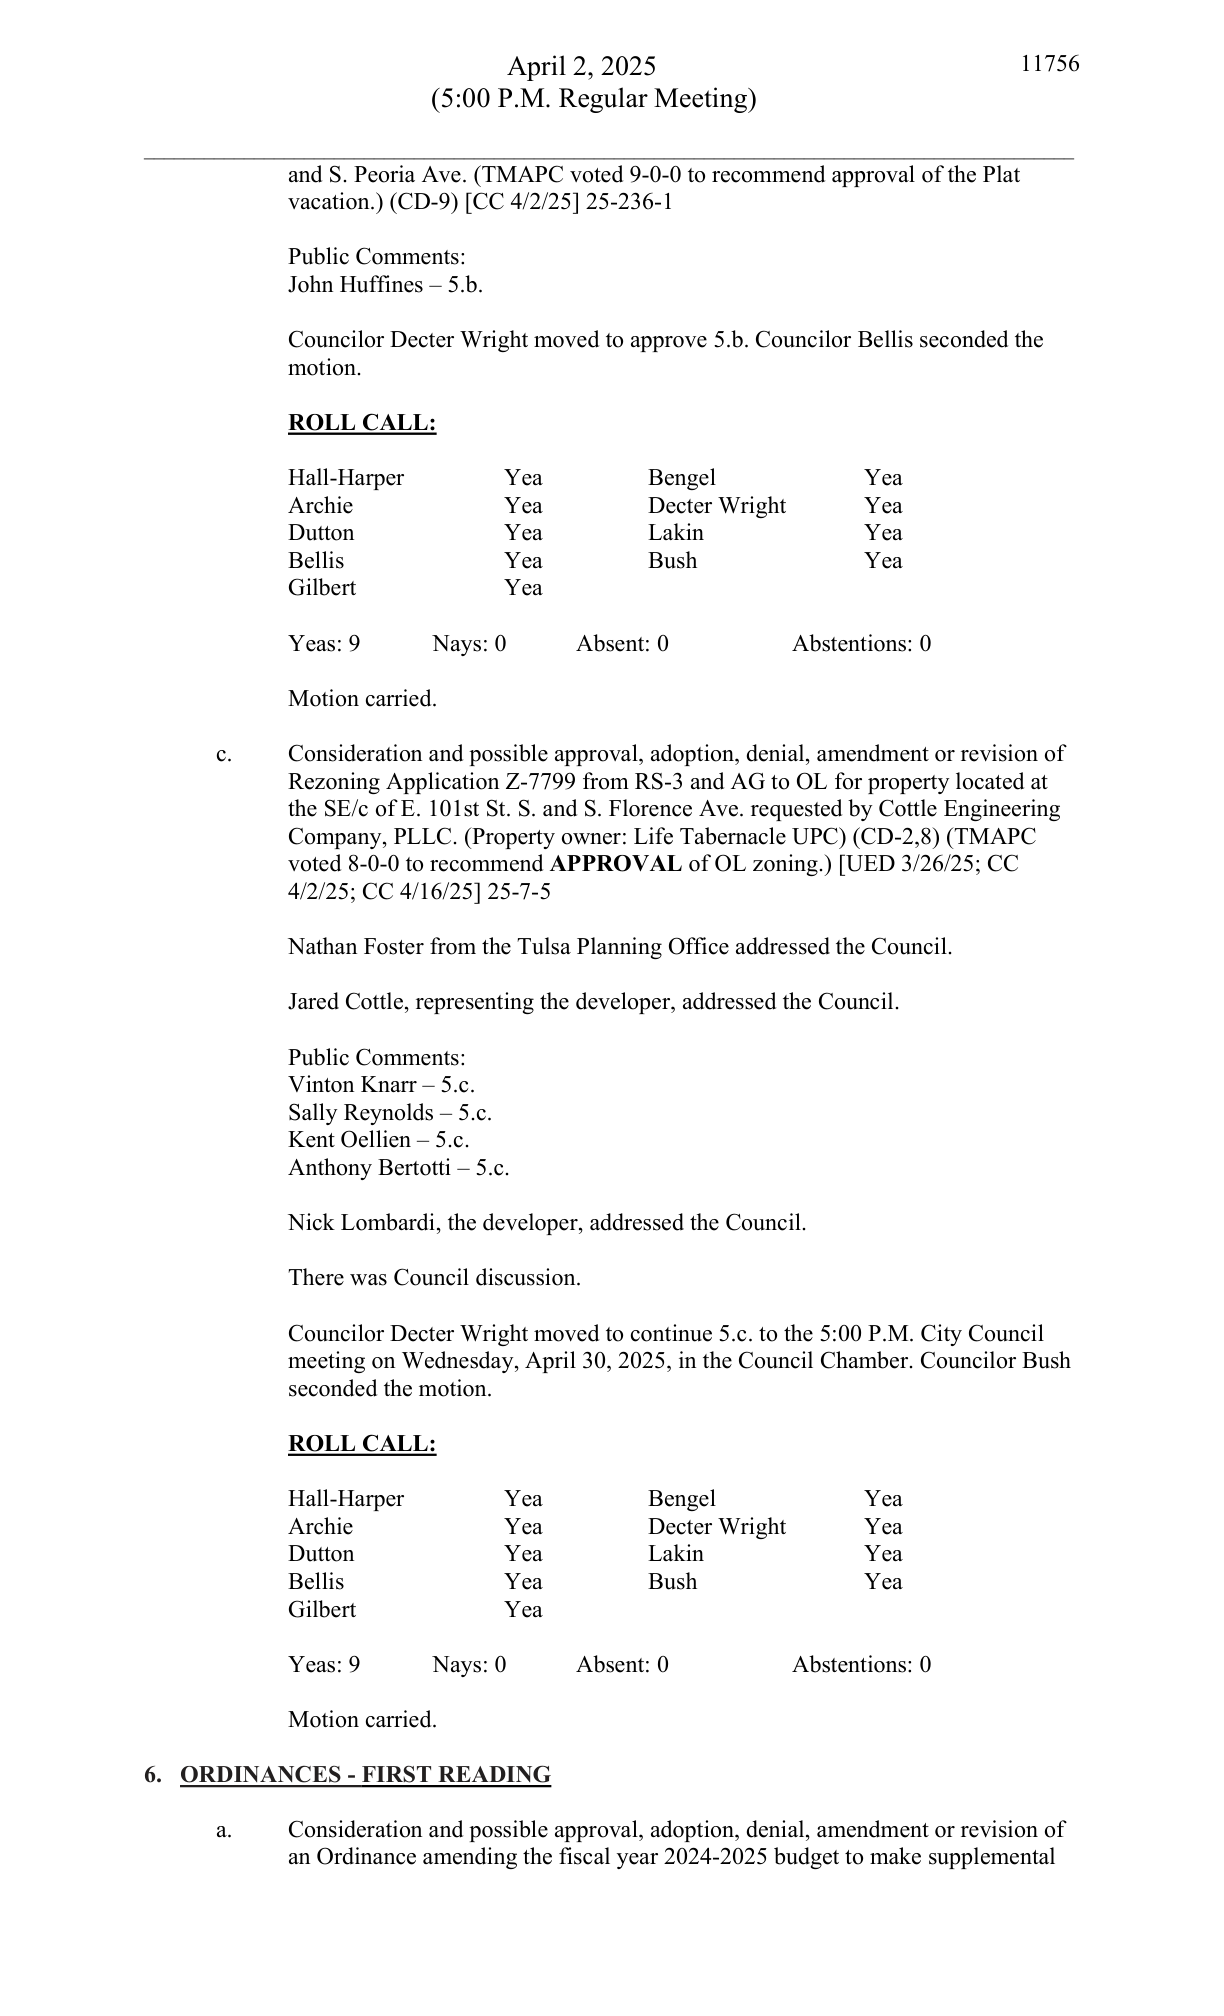 April 2, 2025
11756
(5:00 P.M. Regular Meeting)
and S. Peoria Ave. (TMAPC voted 9-0-0 to recommend approval of the Plat
vacation.) (CD-9) [CC 4/2/25] 25-236-1
Public Comments:
John Huffines – 5.b.
Councilor Decter Wright moved to approve 5.b. Councilor Bellis seconded the
motion.
ROLL CALL:
Hall-Harper Yea Bengel Yea
Archie Yea Decter Wright Yea
Dutton Yea Lakin Yea
Bellis Yea Bush Yea
Gilbert Yea
Yeas: 9 Nays: 0 Absent: 0 Abstentions: 0
Motion carried.
c. Consideration and possible approval, adoption, denial, amendment or revision of
Rezoning Application Z-7799 from RS-3 and AG to OL for property located at
the SE/c of E. 101st St. S. and S. Florence Ave. requested by Cottle Engineering
Company, PLLC. (Property owner: Life Tabernacle UPC) (CD-2,8) (TMAPC
voted 8-0-0 to recommend APPROVAL of OL zoning.) [UED 3/26/25; CC
4/2/25; CC 4/16/25] 25-7-5
Nathan Foster from the Tulsa Planning Office addressed the Council.
Jared Cottle, representing the developer, addressed the Council.
Public Comments:
Vinton Knarr – 5.c.
Sally Reynolds – 5.c.
Kent Oellien – 5.c.
Anthony Bertotti – 5.c.
Nick Lombardi, the developer, addressed the Council.
There was Council discussion.
Councilor Decter Wright moved to continue 5.c. to the 5:00 P.M. City Council
meeting on Wednesday, April 30, 2025, in the Council Chamber. Councilor Bush
seconded the motion.
ROLL CALL:
Hall-Harper Yea Bengel Yea
Archie Yea Decter Wright Yea
Dutton Yea Lakin Yea
Bellis Yea Bush Yea
Gilbert Yea
Yeas: 9 Nays: 0 Absent: 0 Abstentions: 0
Motion carried.
6. ORDINANCES - FIRST READING
a. Consideration and possible approval, adoption, denial, amendment or revision of
an Ordinance amending the fiscal year 2024-2025 budget to make supplemental